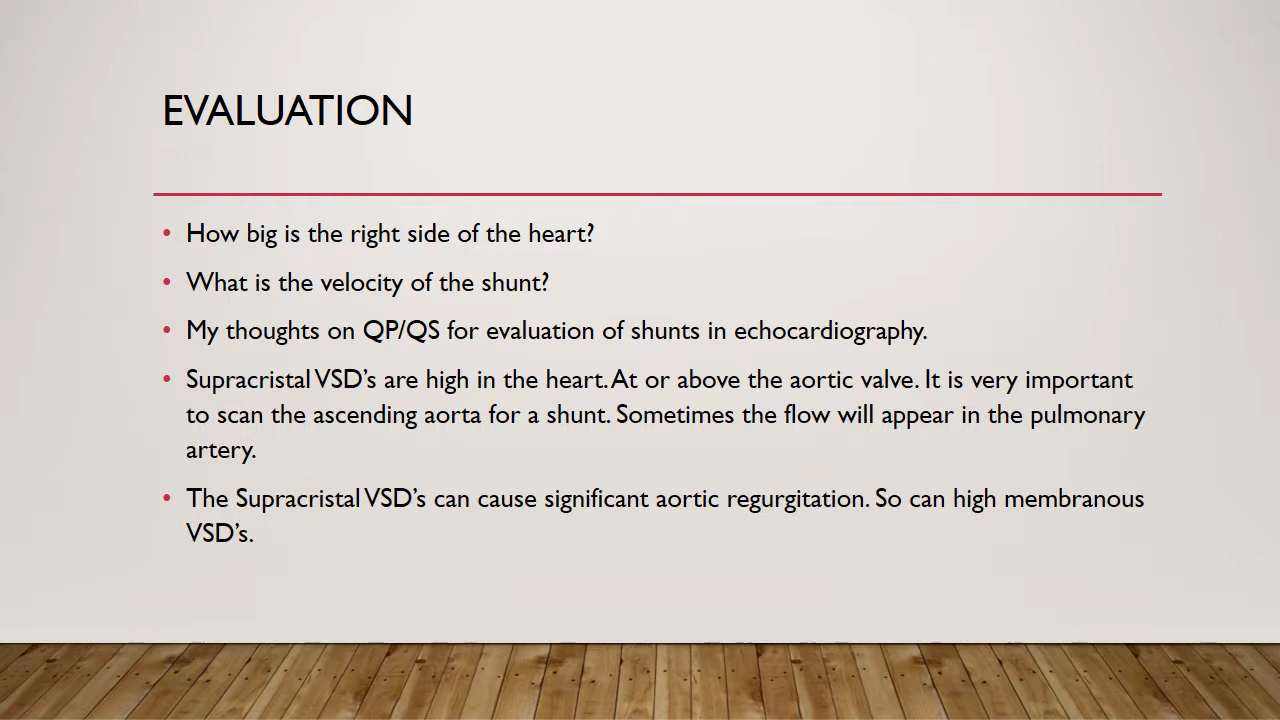 EVALUATION
• How big is the right side of the heart?
• What is the velocity of the shunt?
• My thoughts on QP/QS for evaluation of shunts in echocardiography.
• Supracristal VSD’s are high in the heart. At or above the aortic valve. It is very important
to scan the ascending aorta for a shunt. Sometimes the flow will appear in the pulmonary
artery.
• The Supracristal VSD’s can cause significant aortic regurgitation. So can high membranous
VSD’s.